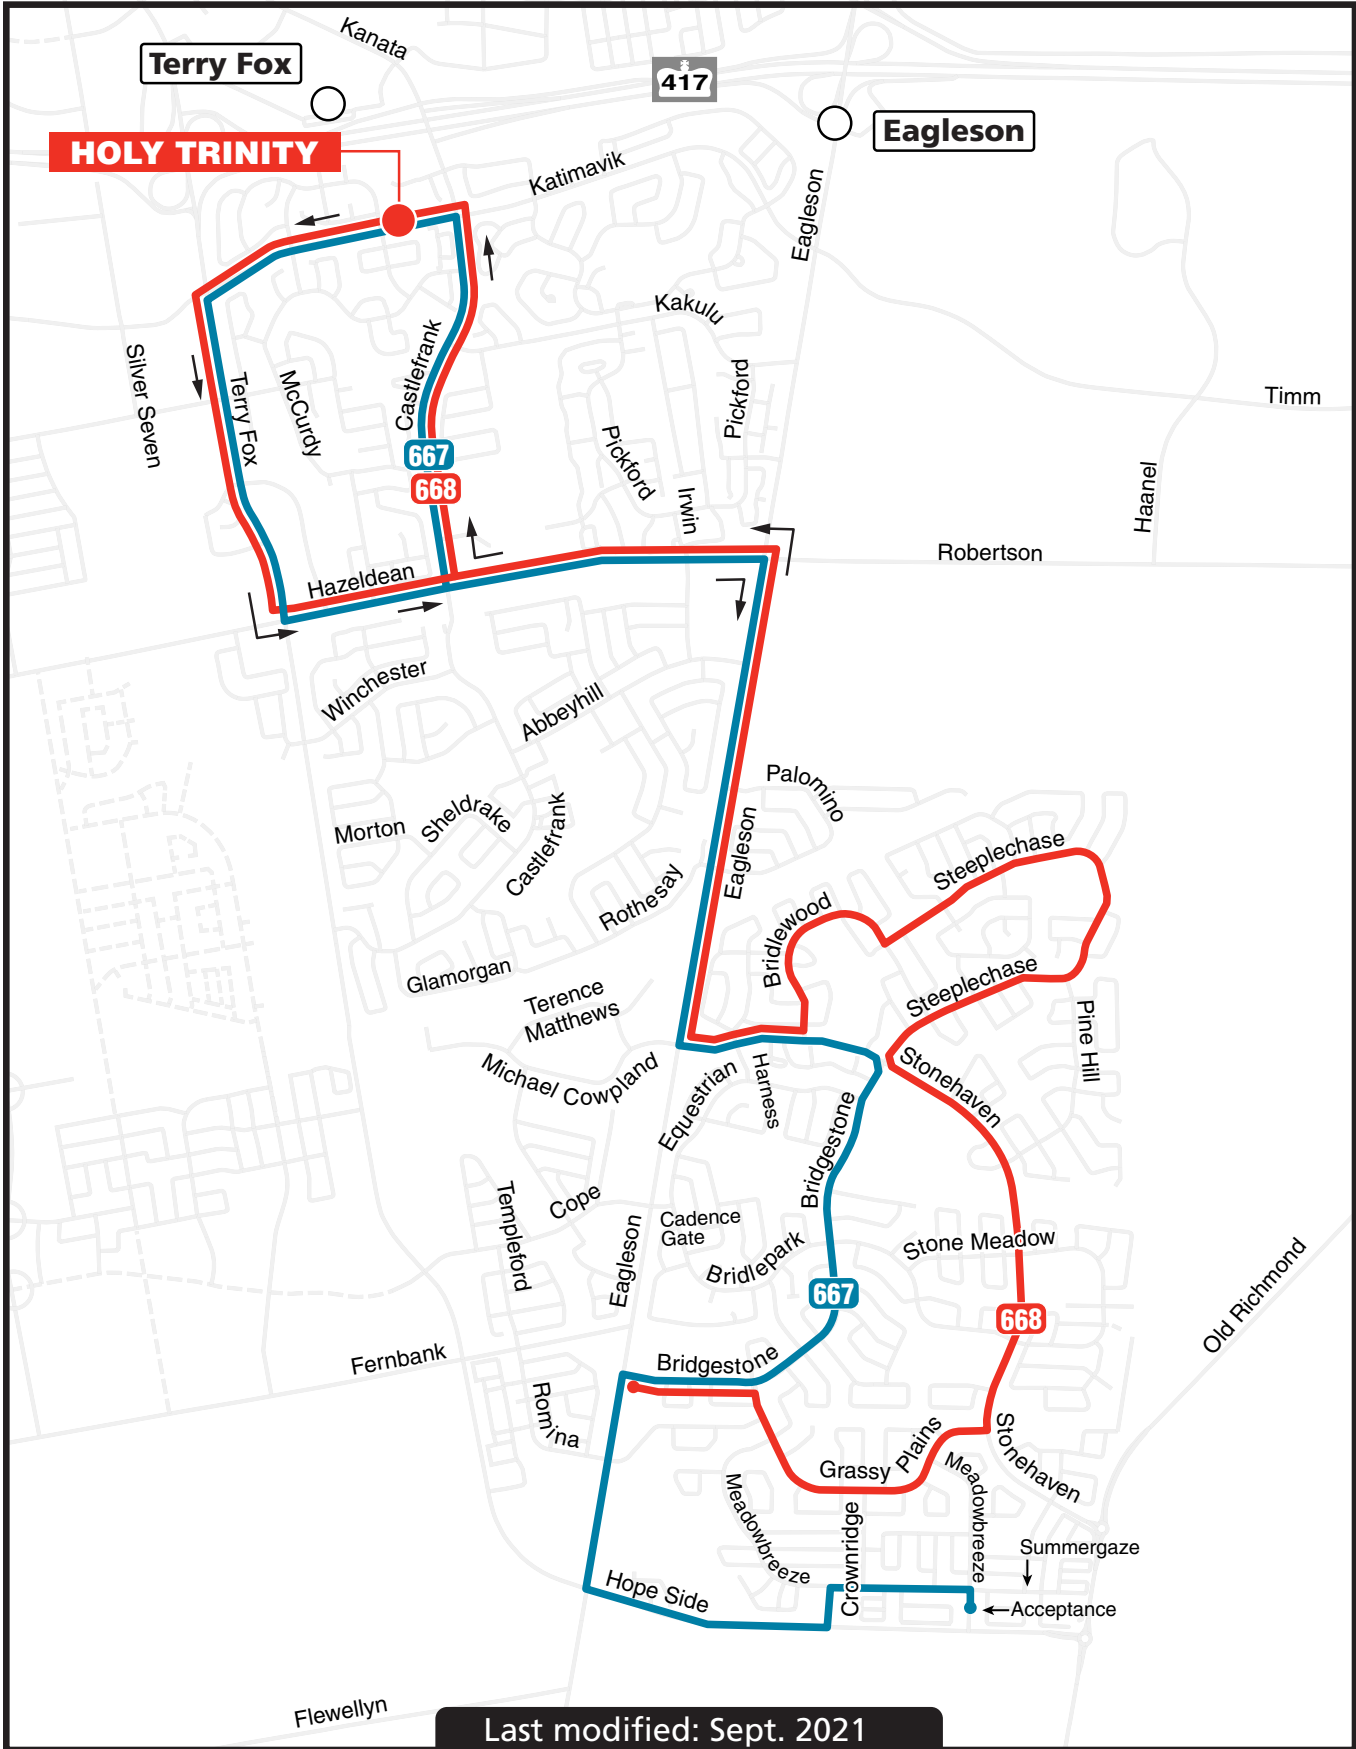 Kanata
Terry Fox
417
Eagleson
HOLY TRINITY
Katimavik
Eagleson
Kakulu
Silver Seven
Terry Fox
McCurdy
Castlefrank
Pickford
Timm
667
668
Pickford
Irwin
Haanel
Robertson
Hazeldean
Winchester
Abbeyhill
Palomino
Morton
Sheldrake
Castlefrank
Eagleson
Steeplechase
Rothesay
Bridlewood
Glamorgan
Steeplechase
Terence
Matthews
Pine Hill
Michael Cowpland
Equestrian
Harness
Stonehaven
Bridgestone
Templeford
Cope
Cadence
Gate
Eagleson
Bridlepark
Stone Meadow
667
668
Old Richmond
Fernbank
Bridgestone
Romina
Grassy Plains
Stonehaven
Meadowbreeze
Meadowbreeze
Crownridge
Summergaze
Hope Side
Acceptance
Flewellyn
Last modified: Sept. 2021